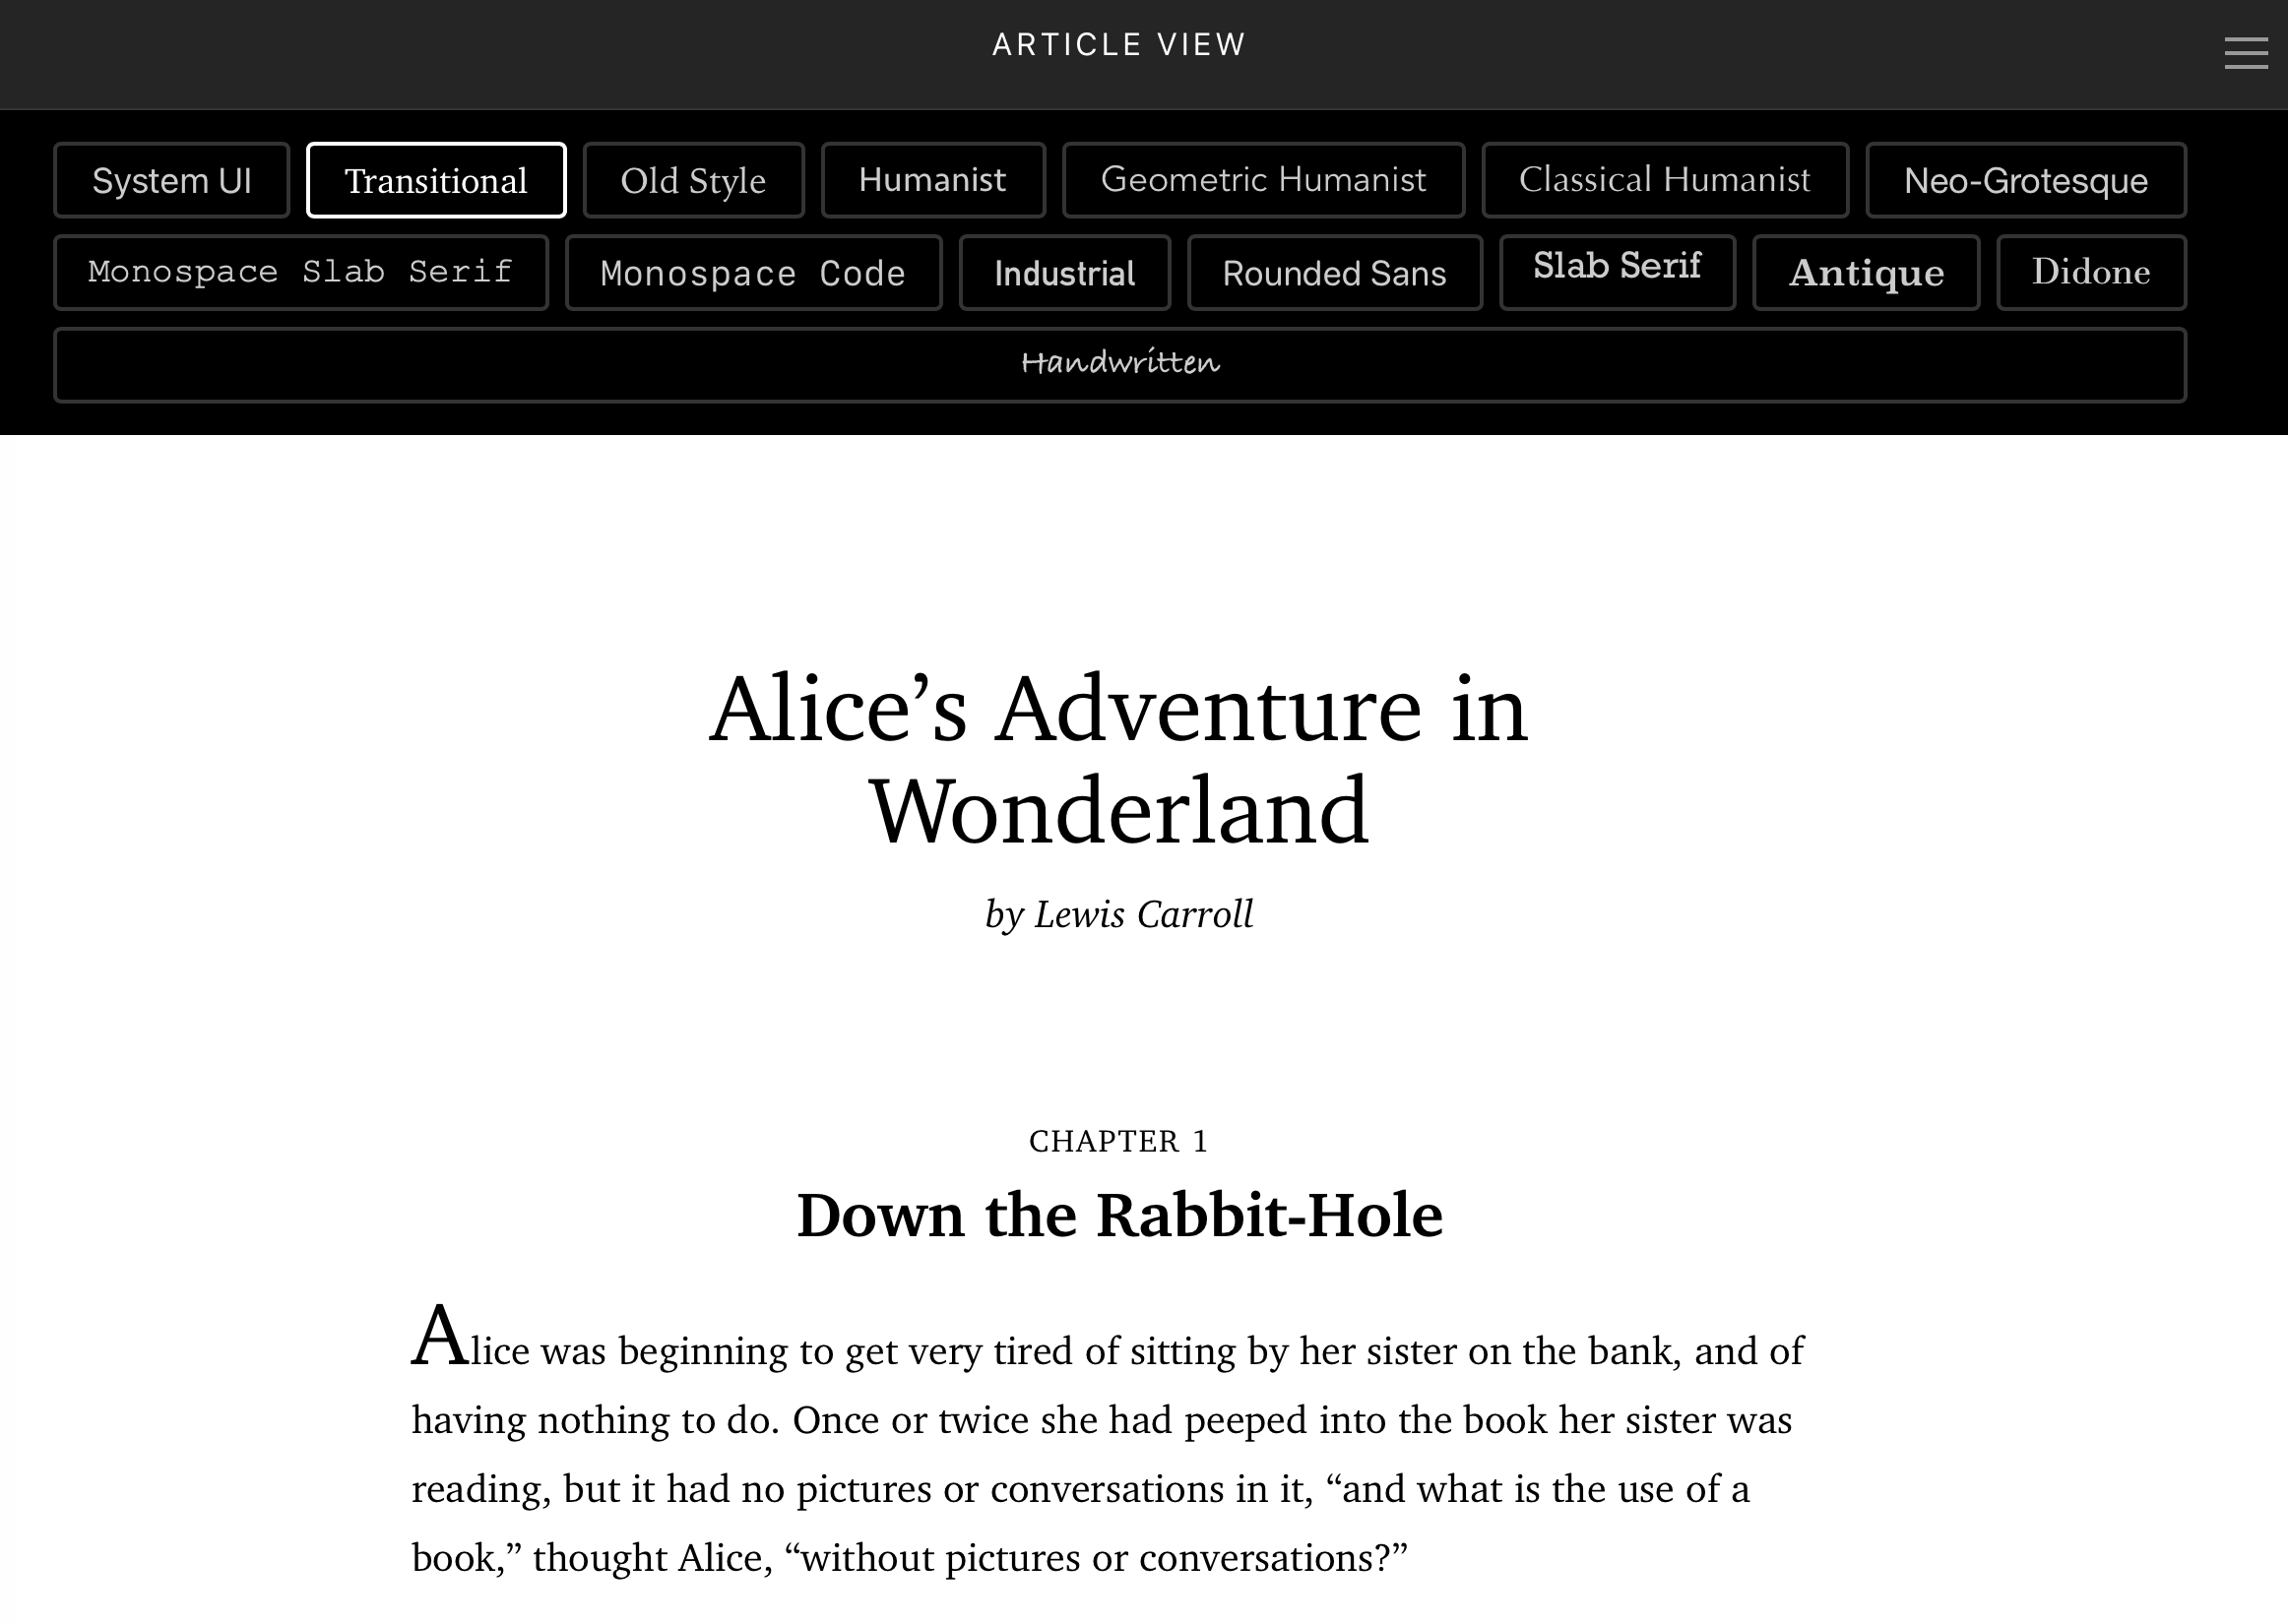 ARTICLE VIEW
System UI Transitional Old Style Humanist Geometric Humanist Classical Humanist Neo-Grotesque
Monospace Slab Serif Monospace Code Industrial Rounded Sans Slab Serif Antique Didone
Handwritten
Alice’s Adventure in
Wonderland
by Lewis Carroll
CHAPTER 1
Down the Rabbit-Hole
Alice was beginning to get very tired of sitting by her sister on the bank, and of
having nothing to do. Once or twice she had peeped into the book her sister was
reading, but it had no pictures or conversations in it, “and what is the use of a
book,” thought Alice, “without pictures or conversations?”